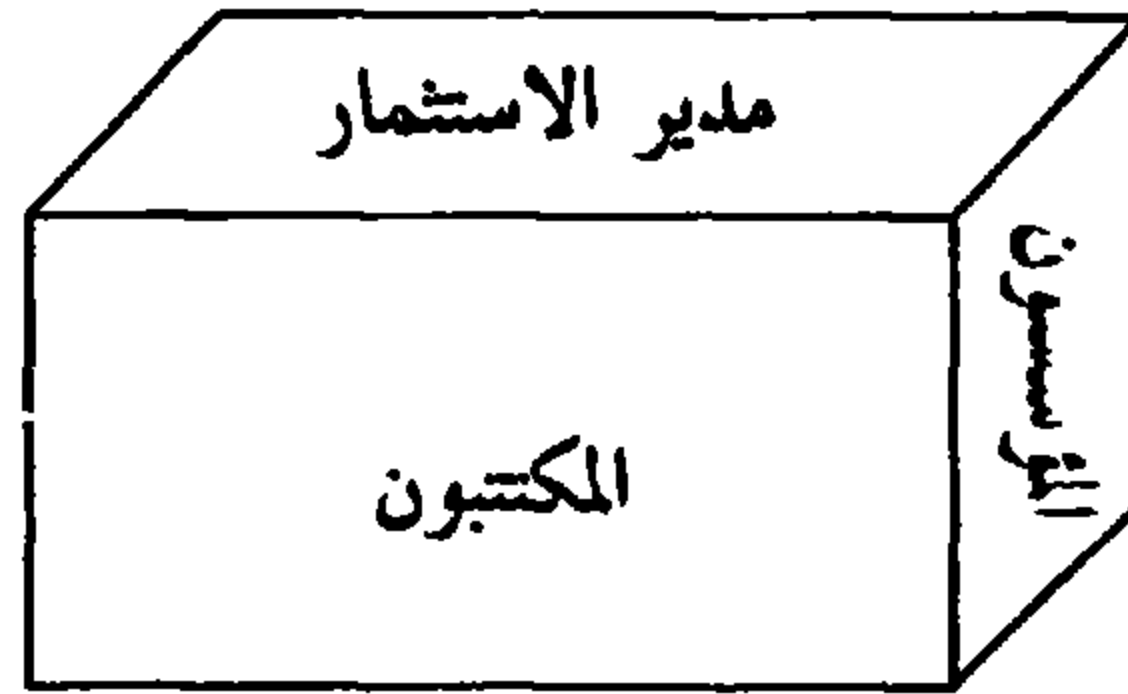 مدير الاستثمار
المكتتبون
المؤسسون